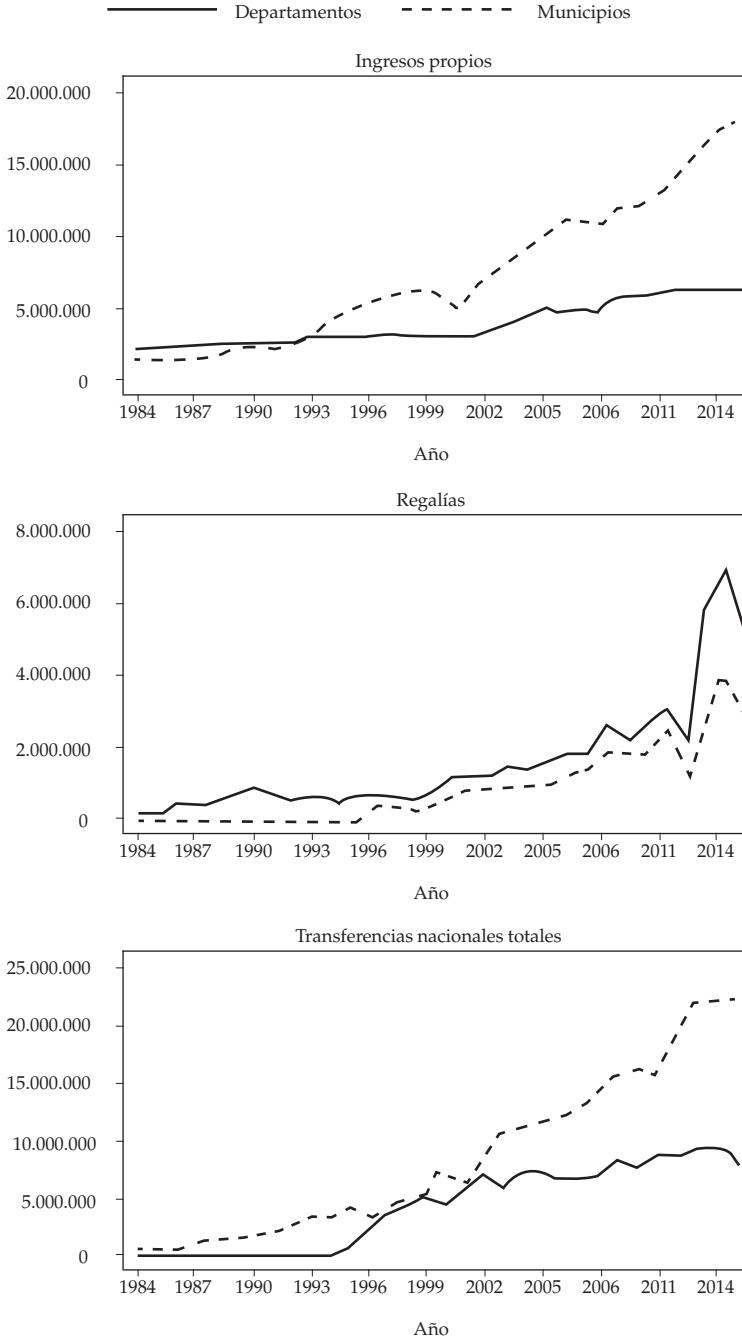 Departamentos Municipios
Ingresos propios
20.000.000
15.000.000
10.000.000
5.000.000
0
1984 1987 1990 1993 1996 1999 2002 2005 2006 2011 2014
Año
Regalías
8.000.000
6.000.000
4.000.000
2.000.000
0
1984 1987 1990 1993 1996 1999 2002 2005 2006 2011 2014
Año
Transferencias nacionales totales
25.000.000
20.000.000
15.000.000
10.000.000
5.000.000
0
1984 1987 1990 1993 1996 1999 2002 2005 2006 2011 2014
Año